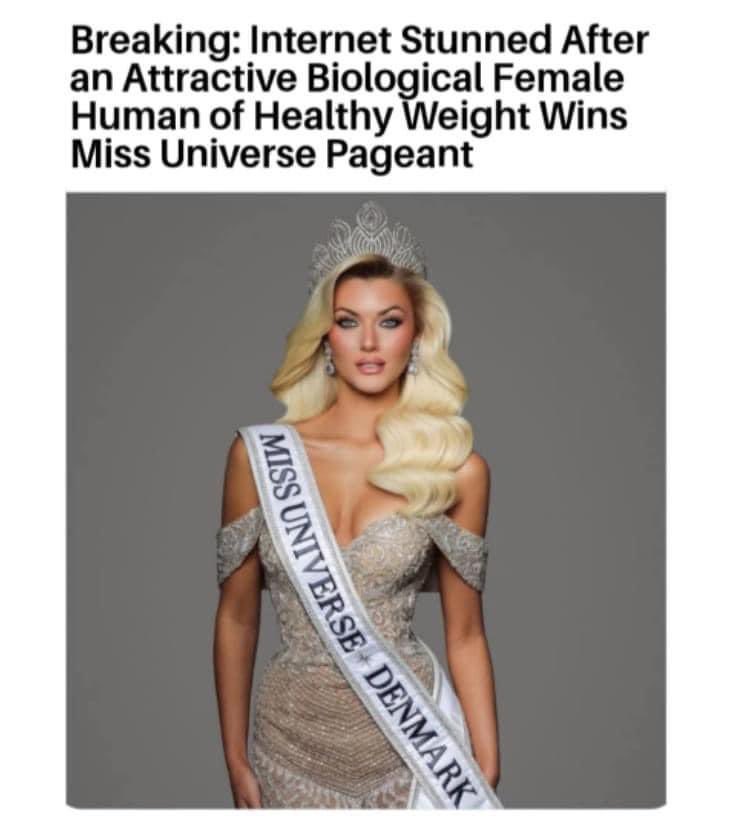 Breaking: Internet Stunned After
an Attractive Biological Female
Human of Healthy Weight Wins
Miss Universe Pageant
MISS UNIVERSE * DENMARK